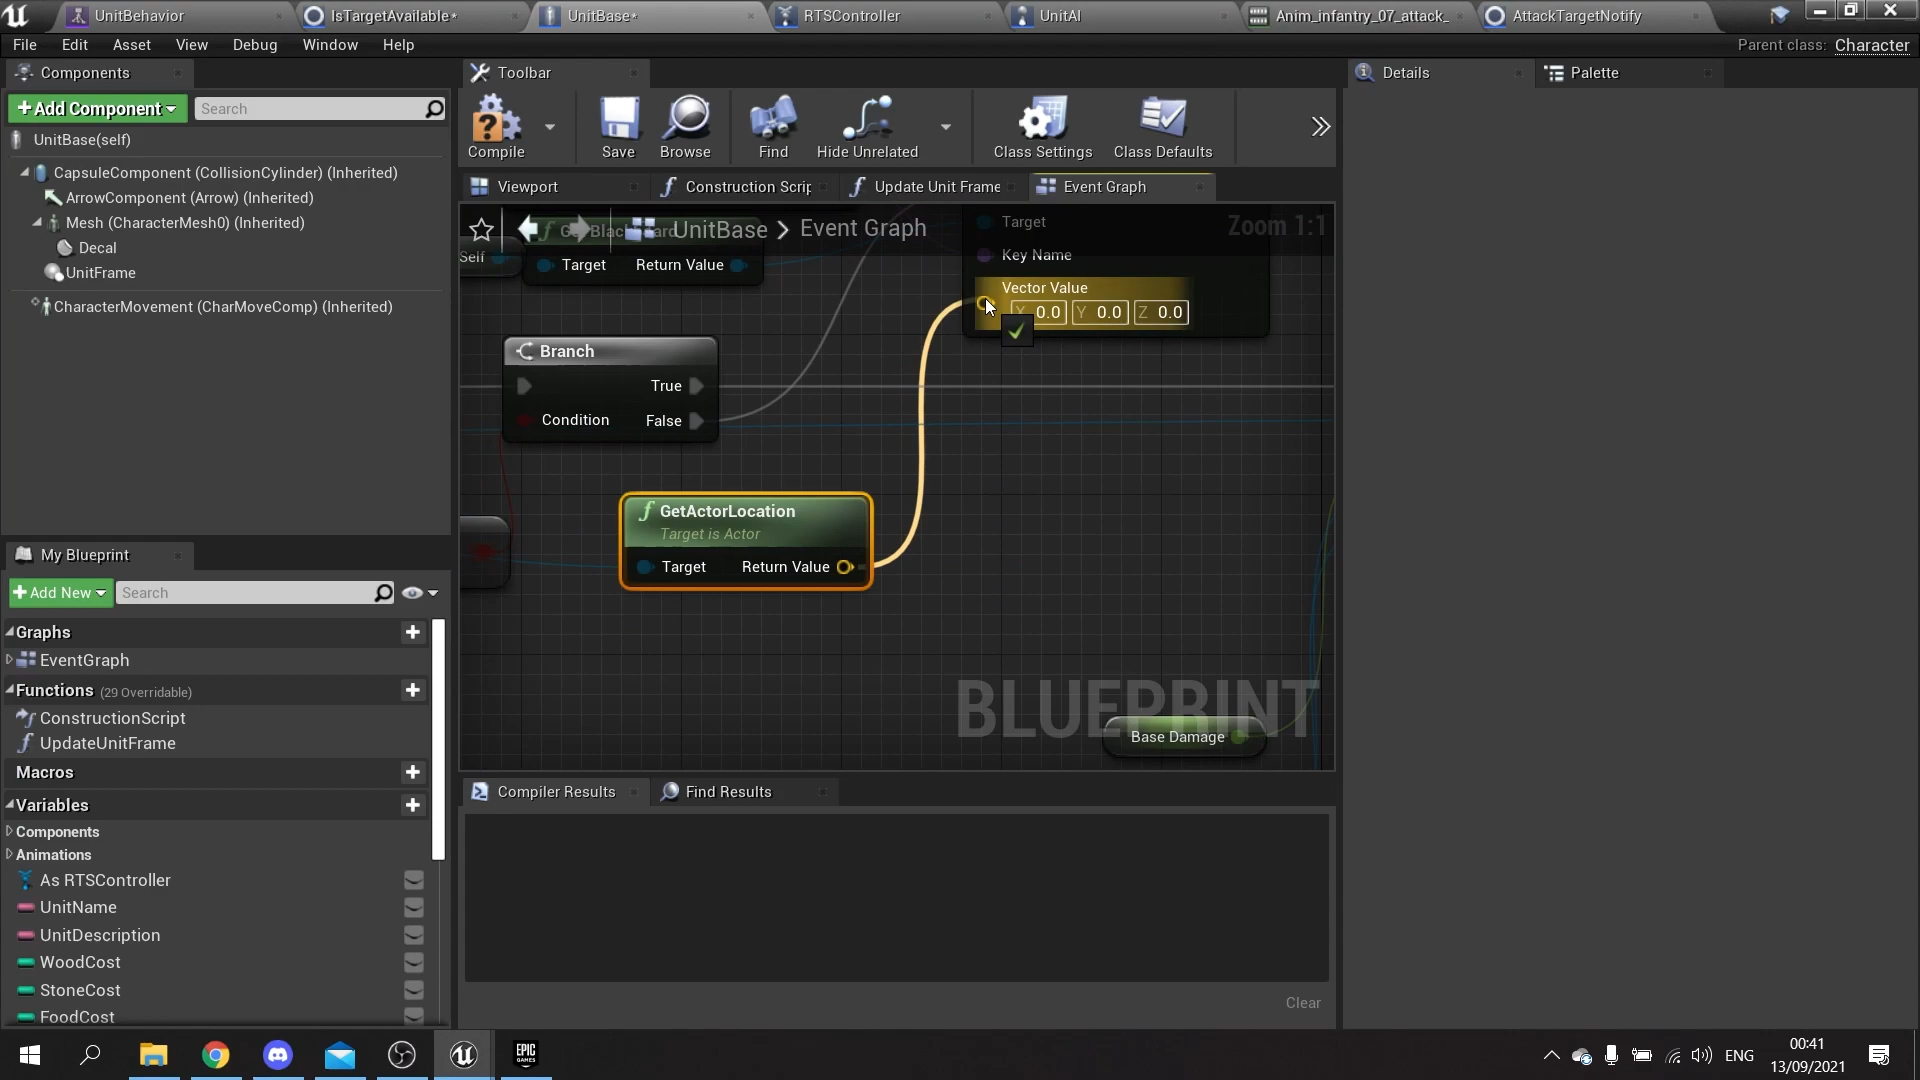 UnitBehavior
IsTargetAvailable*
UnitBase*
RTSController
UnitAI
Anim_infantry_07_attack_
AttackTargetNotify
File Edit Asset View Debug Window Help
Parent class: Character
Components
Toolbar
Details
Palette
Add Component
Search
UnitBase(self)
CapsuleComponent (CollisionCylinder) (Inherited)
ArrowComponent (Arrow) (Inherited)
Mesh (CharacterMesh0) (Inherited)
Decal
UnitFrame
CharacterMovement (CharMoveComp) (Inherited)
Compile
Save
Browse
Find
Hide Unrelated
Class Settings
Class Defaults
Viewport
Construction Scrip
Update Unit Frame
Event Graph
UnitBase > Event Graph
Zoom 1:1
Self
Target Return Value
Target
Key Name
Vector Value
X 0.0 Y 0.0 Z 0.0
Branch
True
Condition False
GetActorLocation
Target is Actor
Target Return Value
BLUEPRINT
Base Damage
My Blueprint
Add New
Search
Graphs
EventGraph
Functions (29 Overridable)
ConstructionScript
UpdateUnitFrame
Macros
Variables
Components
Animations
As RTSController
UnitName
UnitDescription
WoodCost
StoneCost
FoodCost
Compiler Results
Find Results
Clear
EPIC
GAMES
ENG
00:41
13/09/2021